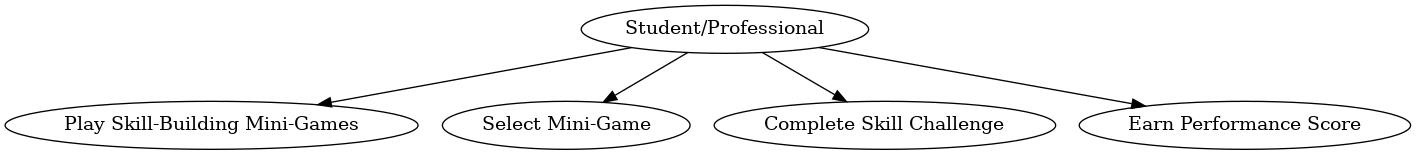 Student/Professional
Play Skill-Building Mini-Games
Select Mini-Game
Complete Skill Challenge
Earn Performance Score